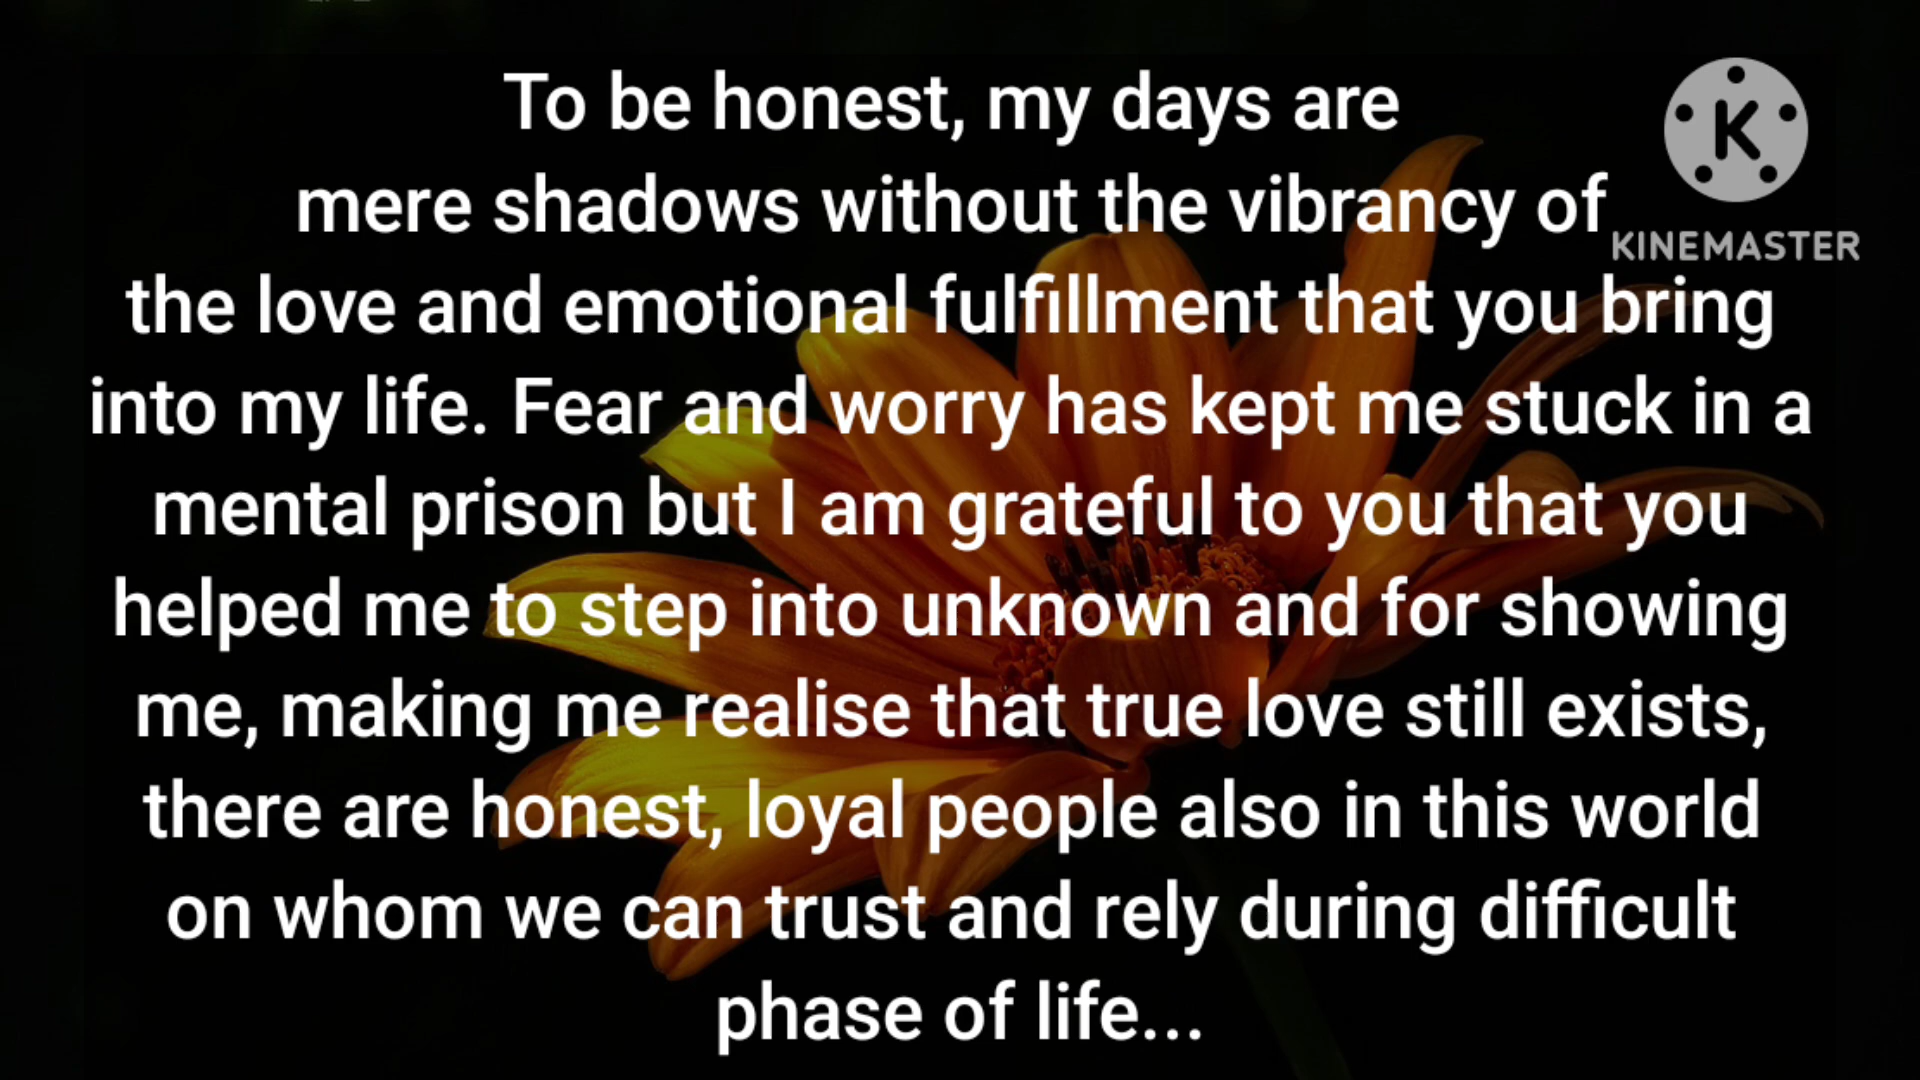 To be honest, my days are
mere shadows without the vibrancy of
KINEMASTER
the love and emotional fulfillment that you bring
into my life. Fear and worry has kept me stuck in a
mental prison but I am grateful to you that you
helped me to step into unknown and for showing
me, making me realise that true love still exists,
there are honest, loyal people also in this world
on whom we can trust and rely during difficult
phase of life...